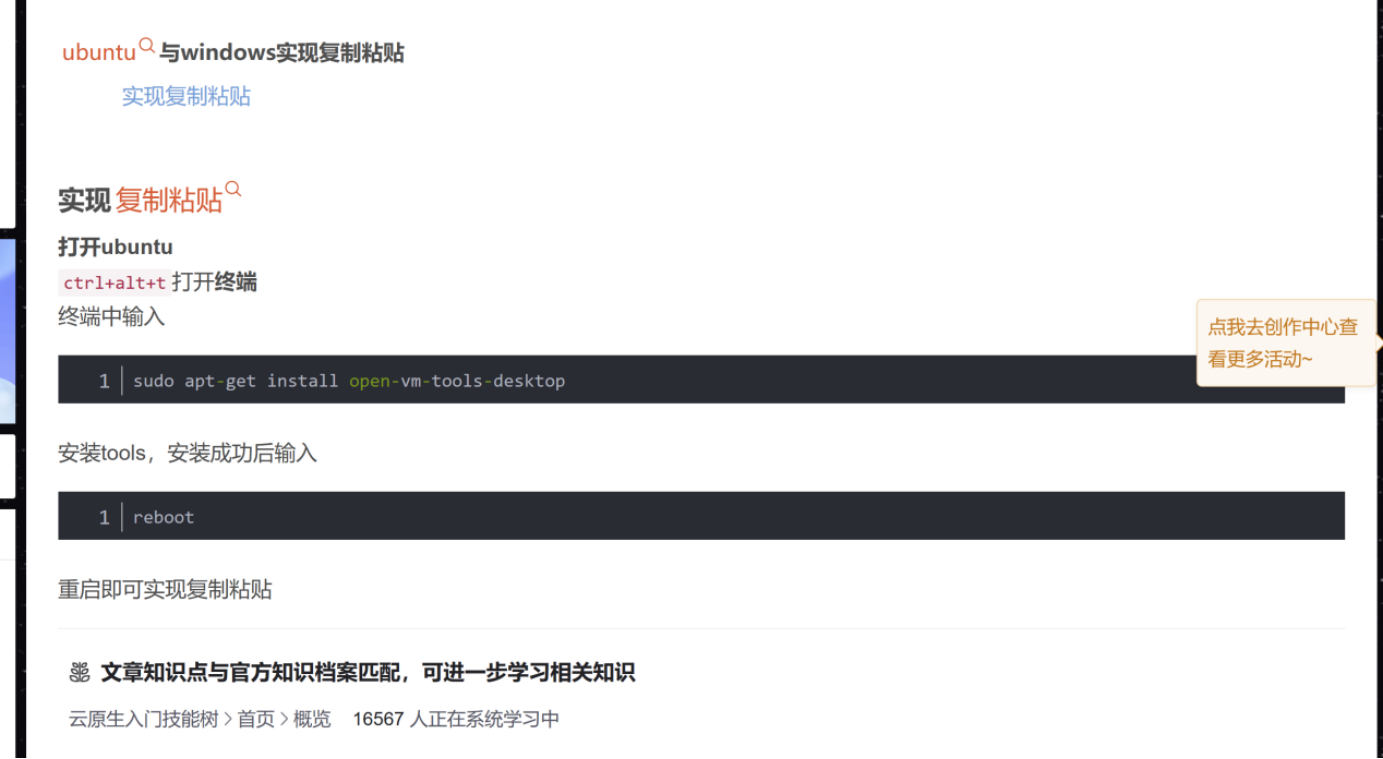 ubuntu与windows实现复制粘贴
实现复制粘贴
实现复制粘贴
打开ubuntu
ctrl+alt+t打开终端
终端中输入
点我去创作中心查
看更多活动~
1 sudo apt-get install open-vm-tools-desktop
安装tools，安装成功后输入
1 reboot
重启即可实现复制粘贴
文章知识点与官方知识档案匹配，可进一步学习相关知识
云原生入门技能树>首页>概览 16567 人正在系统学习中